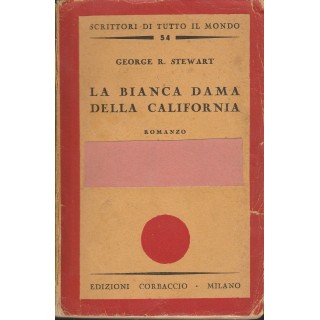 SCRITTORI DI TUTTO IL MONDO
54
GEORGE R. STEWART
LA BIANCA DAMA
DELLA CALIFORNIA
ROMANZO
EDIZIONI CORBACCIO - MILANO